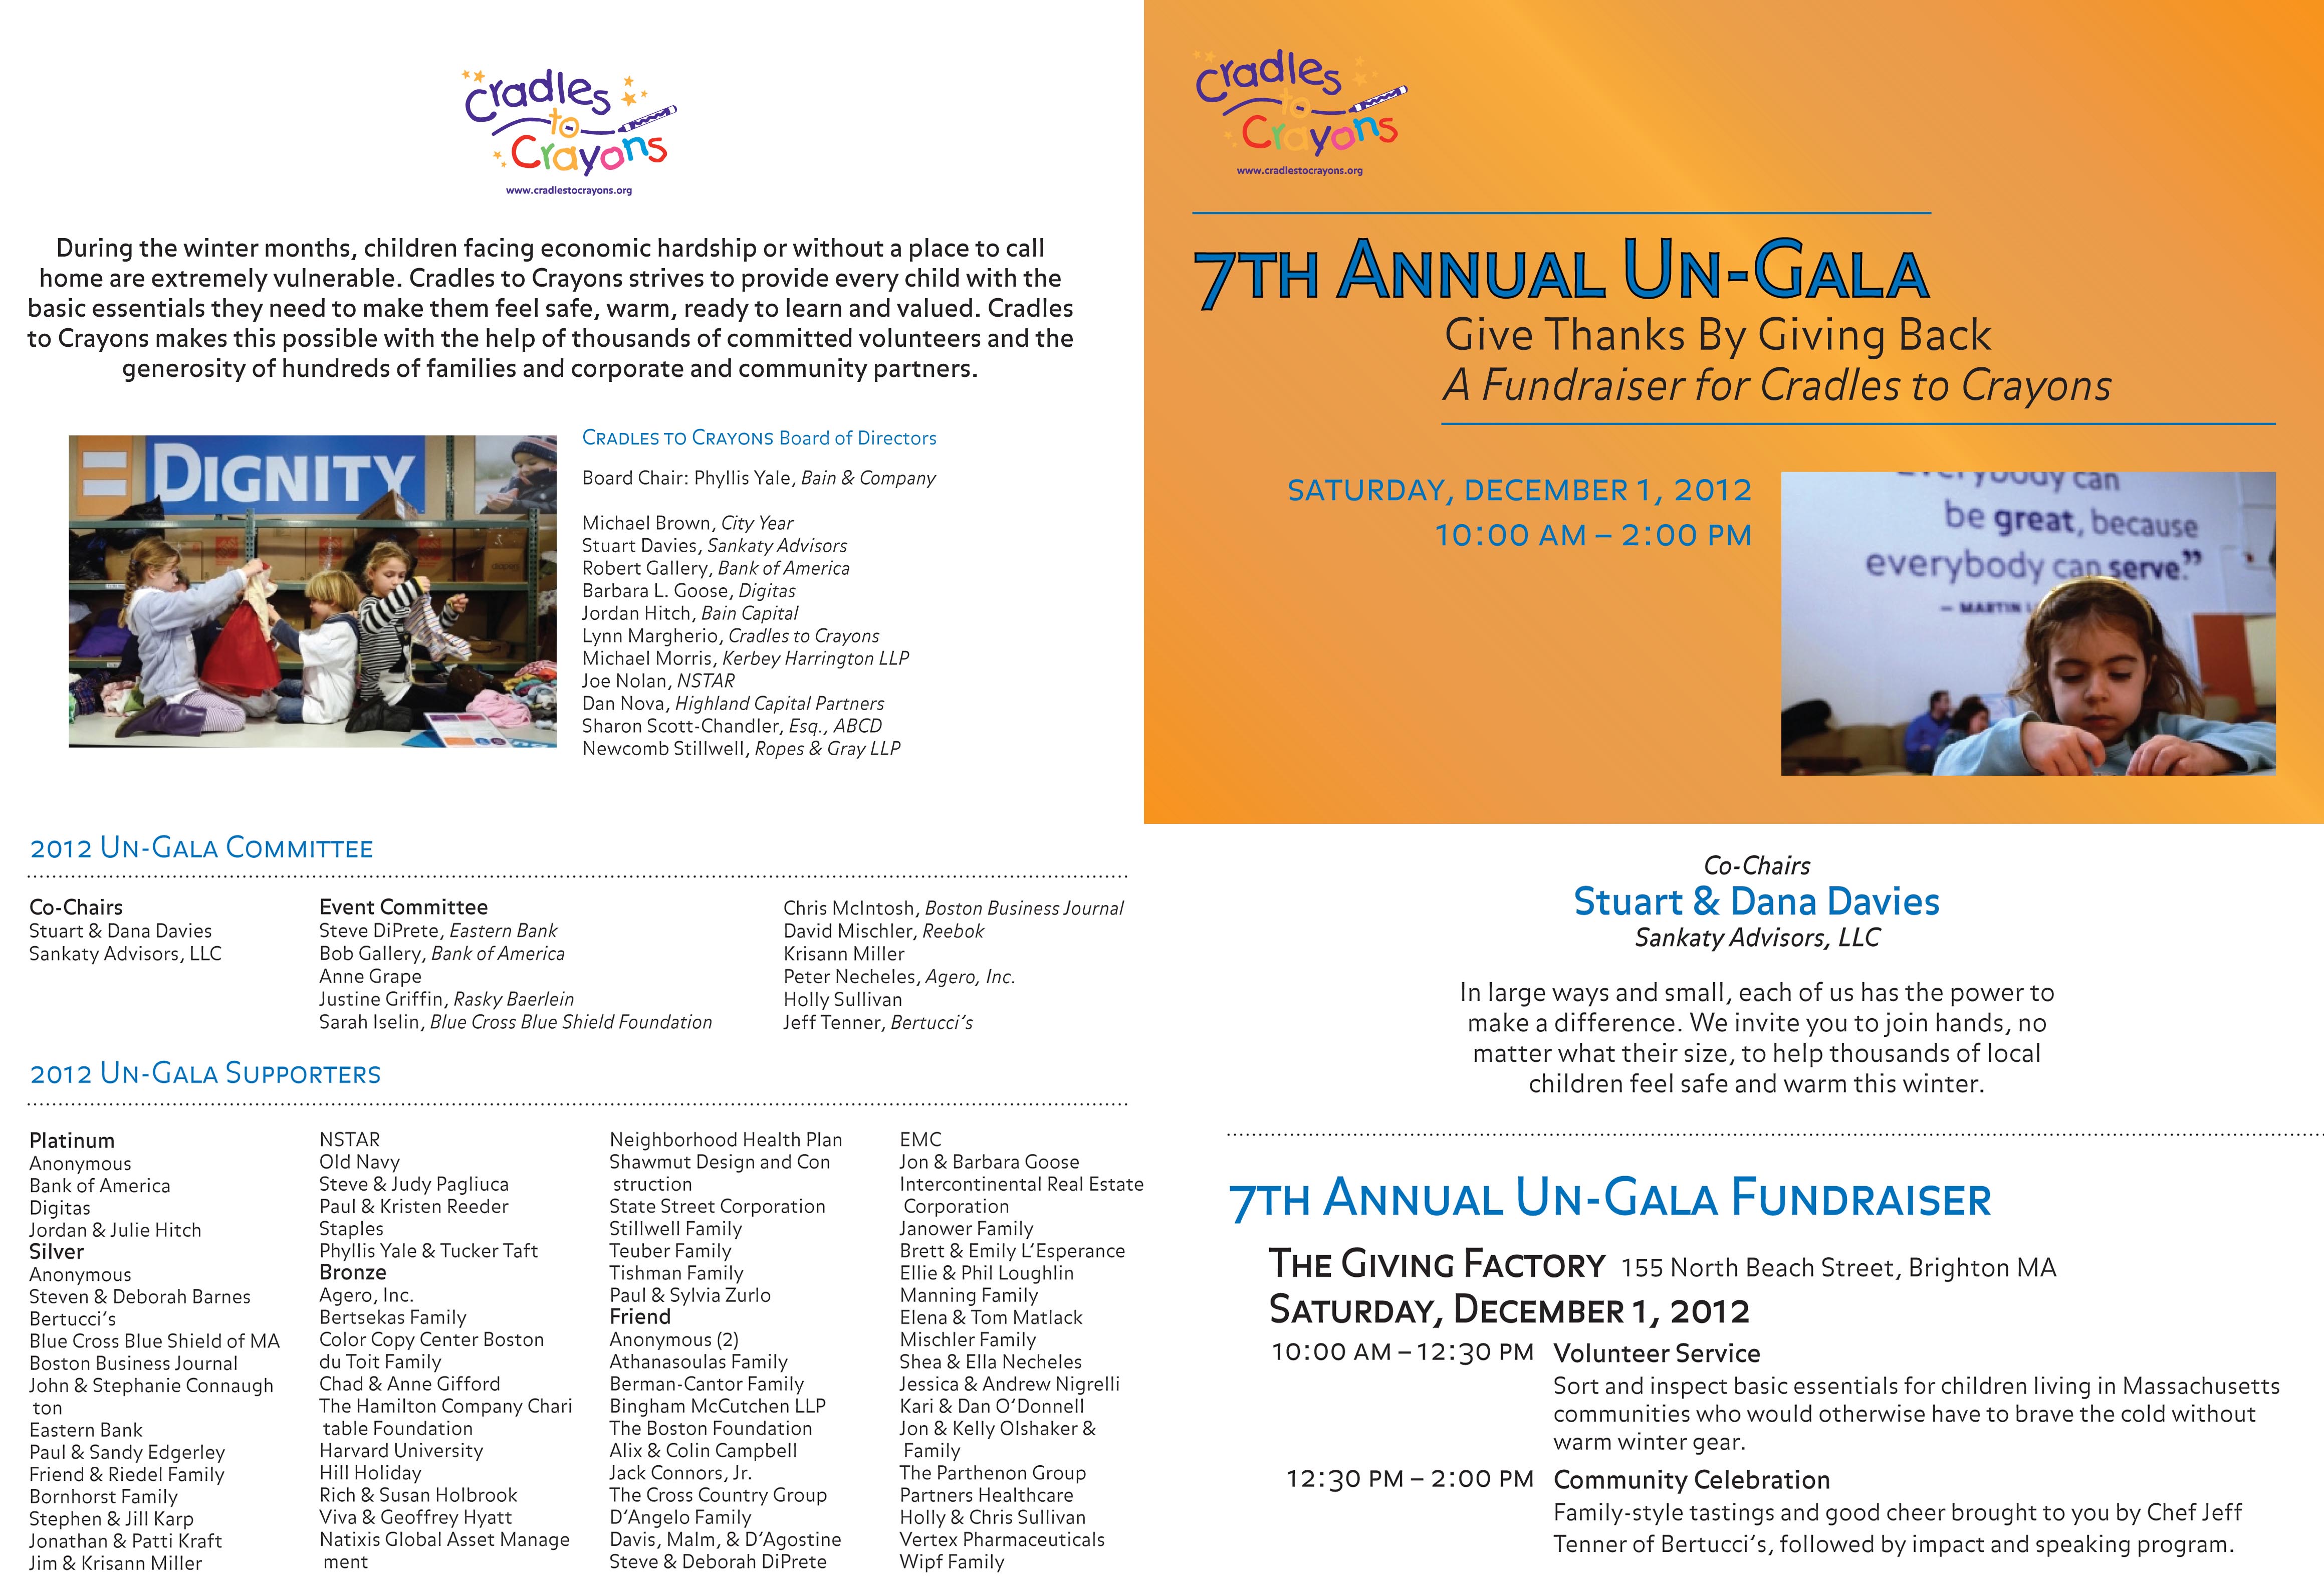 cradles
to
Crayons
www.cradlestocrayons.org
During the winter months, children facing economic hardship or without a place to call
home are extremely vulnerable. Cradles to Crayons strives to provide every child with the
basic essentials they need to make them feel safe, warm, ready to learn and valued. Cradles
to Crayons makes this possible with the help of thousands of committed volunteers and the
generosity of hundreds of families and corporate and community partners.
DIGNITY
Cradles to Crayons Board of Directors
Board Chair: Phyllis Yale, Bain & Company
Michael Brown, City Year
Stuart Davies, Sankaty Advisors
Robert Gallery, Bank of America
Barbara L. Goose, Digitas
Jordan Hitch, Bain Capital
Lynn Margherio, Cradles to Crayons
Michael Morris, Kerbey Harrington LLP
Joe Nolan, NSTAR
Dan Nova, Highland Capital Partners
Sharon Scott-Chandler, Esq., ABCD
Newcomb Stillwell, Ropes & Gray LLP
2012 Un-Gala Committee
Co-Chairs
Stuart & Dana Davies
Sankaty Advisors, LLC
Event Committee
Steve DiPrete, Eastern Bank
Bob Gallery, Bank of America
Anne Grape
Justine Griffin, Rasky Baerlein
Sarah Iselin, Blue Cross Blue Shield Foundation
Chris McIntosh, Boston Business Journal
David Mischler, Reebok
Krisann Miller
Peter Necheles, Agero, Inc.
Holly Sullivan
Jeff Tenner, Bertucci's
2012 Un-Gala Supporters
Platinum
Anonymous
Bank of America
Digitas
Jordan & Julie Hitch
Silver
Anonymous
Steven & Deborah Barnes
Bertucci's
Blue Cross Blue Shield of MA
Boston Business Journal
John & Stephanie Connaugh
ton
Eastern Bank
Paul & Sandy Edgerley
Friend & Riedel Family
Bornhorst Family
Stephen & Jill Karp
Jonathan & Patti Kraft
Jim & Krisann Miller
NSTAR
Old Navy
Steve & Judy Pagliuca
Paul & Kristen Reeder
Staples
Phyllis Yale & Tucker Taft
Bronze
Agero, Inc.
Bertsekas Family
Color Copy Center Boston
du Toit Family
Chad & Anne Gifford
The Hamilton Company Chari
table Foundation
Harvard University
Hill Holiday
Rich & Susan Holbrook
Viva & Geoffrey Hyatt
Natixis Global Asset Manage
ment
Neighborhood Health Plan
Shawmut Design and Con
struction
State Street Corporation
Stillwell Family
Teuber Family
Tishman Family
Paul & Sylvia Zurlo
Friend
Anonymous (2)
Athanasoulas Family
Berman-Cantor Family
Bingham McCutchen LLP
The Boston Foundation
Alix & Colin Campbell
Jack Connors, Jr.
The Cross Country Group
D'Angelo Family
Davis, Malm, & D'Agostine
Steve & Deborah DiPrete
EMC
Jon & Barbara Goose
Intercontinental Real Estate
Corporation
Janower Family
Brett & Emily L'Esperance
Ellie & Phil Loughlin
Manning Family
Elena & Tom Matlack
Mischler Family
Shea & Ella Necheles
Jessica & Andrew Nigrelli
Kari & Dan O'Donnell
Jon & Kelly Olshaker &
Family
The Parthenon Group
Partners Healthcare
Holly & Chris Sullivan
Vertex Pharmaceuticals
Wipf Family
cradles
to
Crayons
www.cradlestocrayons.org
7th Annual Un-Gala
Give Thanks By Giving Back
A Fundraiser for Cradles to Crayons
SATURDAY, DECEMBER 1, 2012
10:00 AM – 2:00 PM
Everybody can
be great, because
everybody can serve."
— MARTIN L
Co-Chairs
Stuart & Dana Davies
Sankaty Advisors, LLC
In large ways and small, each of us has the power to
make a difference. We invite you to join hands, no
matter what their size, to help thousands of local
children feel safe and warm this winter.
7th Annual Un-Gala Fundraiser
The Giving Factory 155 North Beach Street, Brighton MA
Saturday, December 1, 2012
10:00 AM – 12:30 PM Volunteer Service
Sort and inspect basic essentials for children living in Massachusetts
communities who would otherwise have to brave the cold without
warm winter gear.
12:30 PM – 2:00 PM Community Celebration
Family-style tastings and good cheer brought to you by Chef Jeff
Tenner of Bertucci's, followed by impact and speaking program.